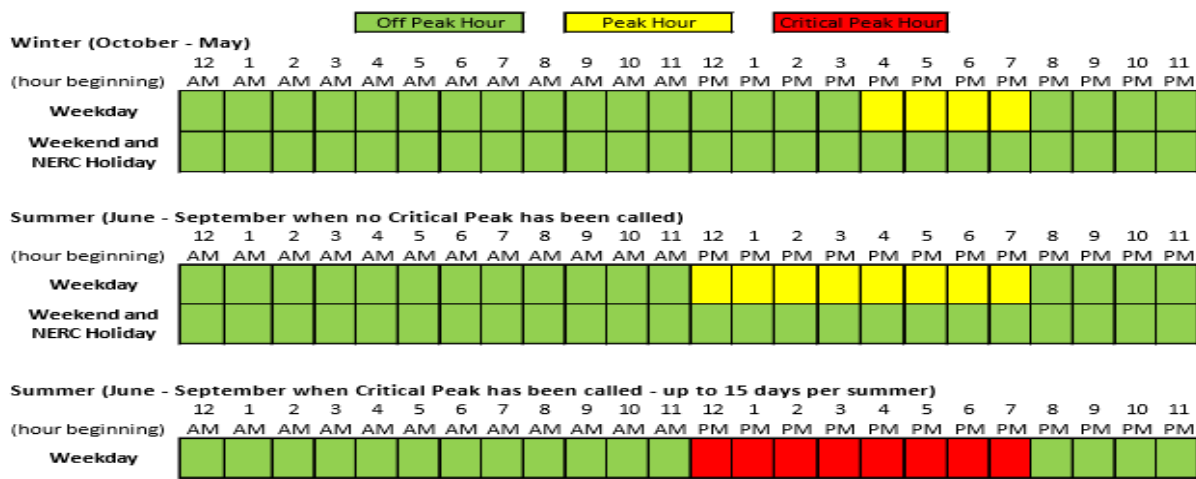 Off Peak Hour Peak Hour Critical Peak Hour
Winter (October - May)
12 1 2 3 4 5 6 7 8 9 10 11 12 1 2 3 4 5 6 7 8 9 10 11
(hour beginning) AM AM AM AM AM AM AM AM AM AM AM AM PM PM PM PM PM PM PM PM PM PM PM PM
Weekday
Weekend and
NERC Holiday
Summer (June - September when no Critical Peak has been called)
12 1 2 3 4 5 6 7 8 9 10 11 12 1 2 3 4 5 6 7 8 9 10 11
(hour beginning) AM AM AM AM AM AM AM AM AM AM AM AM PM PM PM PM PM PM PM PM PM PM PM PM
Weekday
Weekend and
NERC Holiday
Summer (June - September when Critical Peak has been called - up to 15 days per summer)
12 1 2 3 4 5 6 7 8 9 10 11 12 1 2 3 4 5 6 7 8 9 10 11
(hour beginning) AM AM AM AM AM AM AM AM AM AM AM AM PM PM PM PM PM PM PM PM PM PM PM PM
Weekday